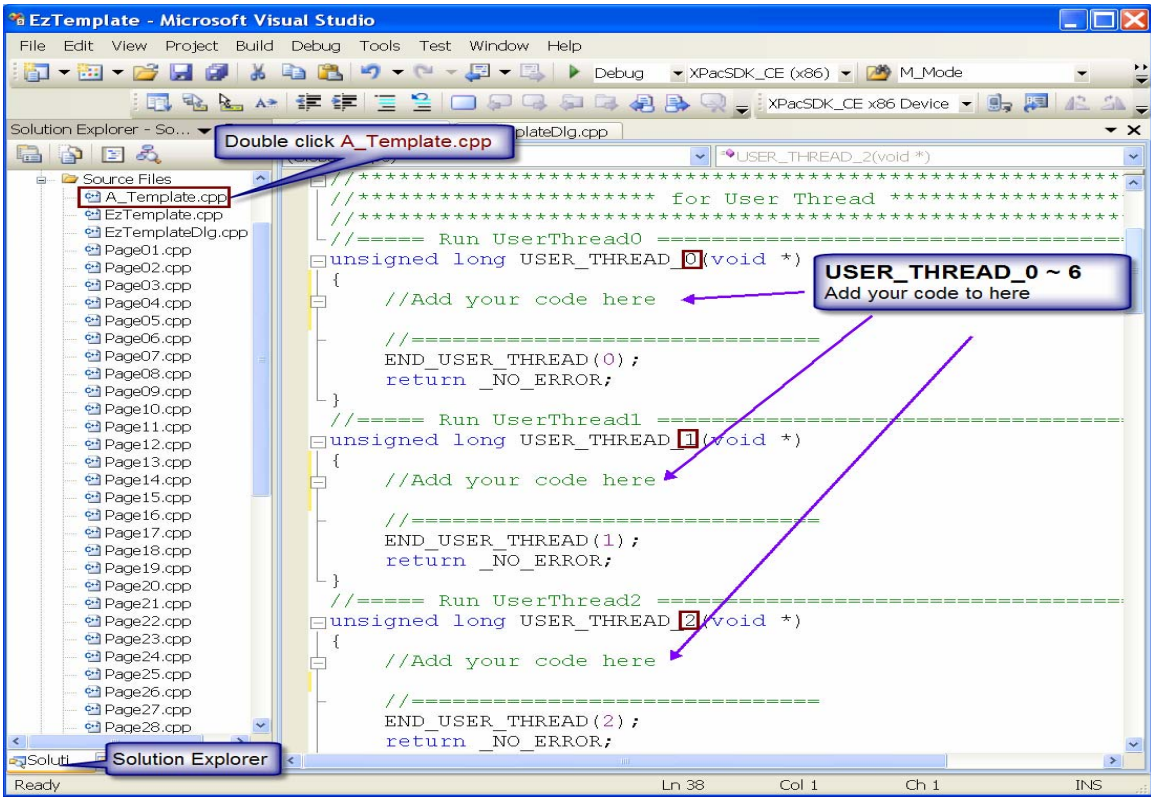 EzTemplate - Microsoft Visual Studio
File Edit View Project Build Debug Tools Test Window Help
Debug XPacSDK_CE (x86) M_Mode
XPacSDK_CE x86 Device
Solution Explorer - So...
Double click A_Template.cpp
plateDlg.cpp
USER_THREAD_2(void *)
Source Files
A_Template.cpp
EzTemplate.cpp
EzTemplateDlg.cpp
Page01.cpp
Page02.cpp
Page03.cpp
Page04.cpp
Page05.cpp
Page06.cpp
Page07.cpp
Page08.cpp
Page09.cpp
Page10.cpp
Page11.cpp
Page12.cpp
Page13.cpp
Page14.cpp
Page15.cpp
Page16.cpp
Page17.cpp
Page18.cpp
Page19.cpp
Page20.cpp
Page21.cpp
Page22.cpp
Page23.cpp
Page24.cpp
Page25.cpp
Page26.cpp
Page27.cpp
Page28.cpp
Soluti
Solution Explorer
//*****************************************************
//********************** for User Thread *****************
//*****************************************************
//===== Run UserThread0 ==================================
unsigned long USER_THREAD_0(void *)
{
//Add your code here
//==============================
END_USER_THREAD(0);
return _NO_ERROR;
}
//===== Run UserThread1 ==================================
unsigned long USER_THREAD_1(void *)
{
//Add your code here
//==============================
END_USER_THREAD(1);
return _NO_ERROR;
}
//===== Run UserThread2 ==================================
unsigned long USER_THREAD_2(void *)
{
//Add your code here
//==============================
END_USER_THREAD(2);
return _NO_ERROR;
USER_THREAD_0 ~ 6
Add your code to here
Ready Ln 38 Col 1 Ch 1 INS